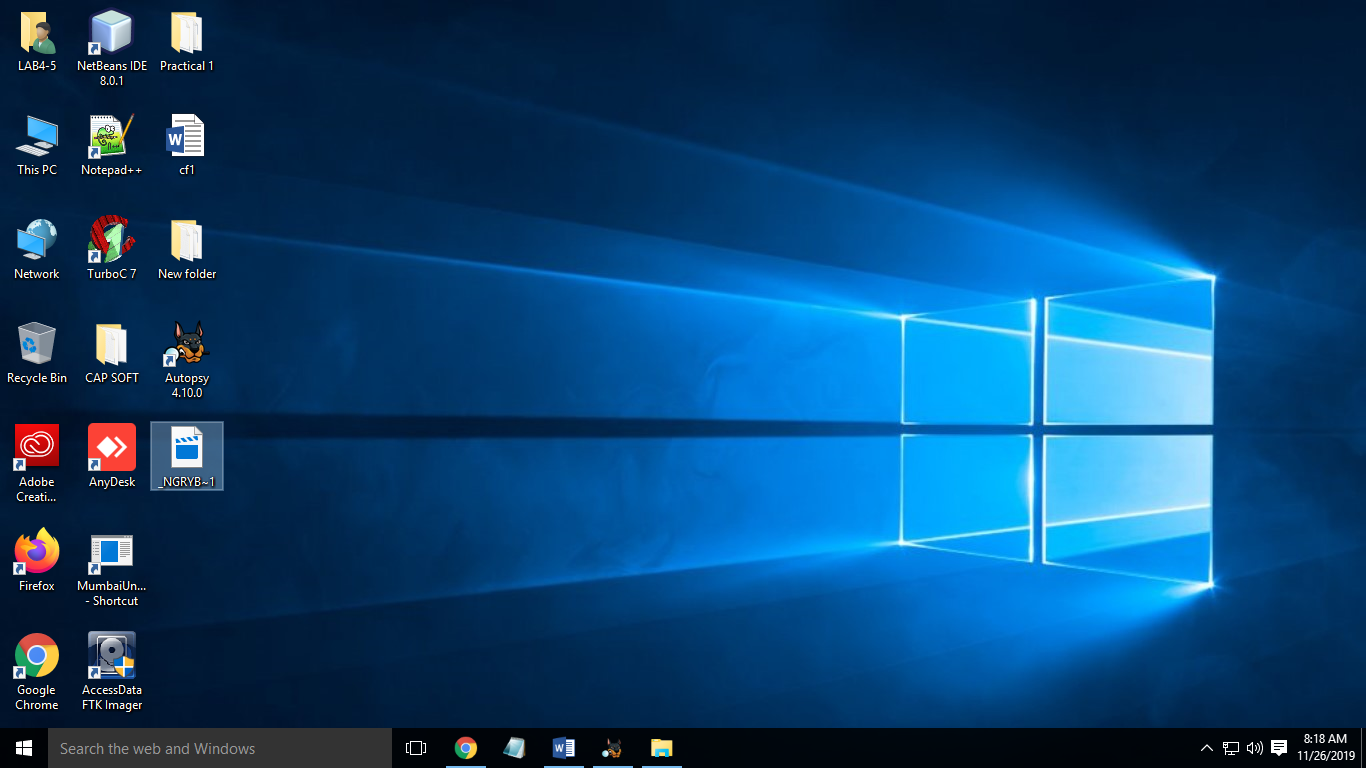 LAB4-5
NetBeans IDE
8.0.1
Practical 1
This PC
Notepad++
cf1
Network
TurboC 7
New folder
Recycle Bin
CAP SOFT
Autopsy
4.10.0
Adobe
Creati...
AnyDesk
_NGRYB~1
Firefox
MumbaiUn...
- Shortcut
Google
Chrome
AccessData
FTK Imager
Search the web and Windows
8:18 AM
11/26/2019